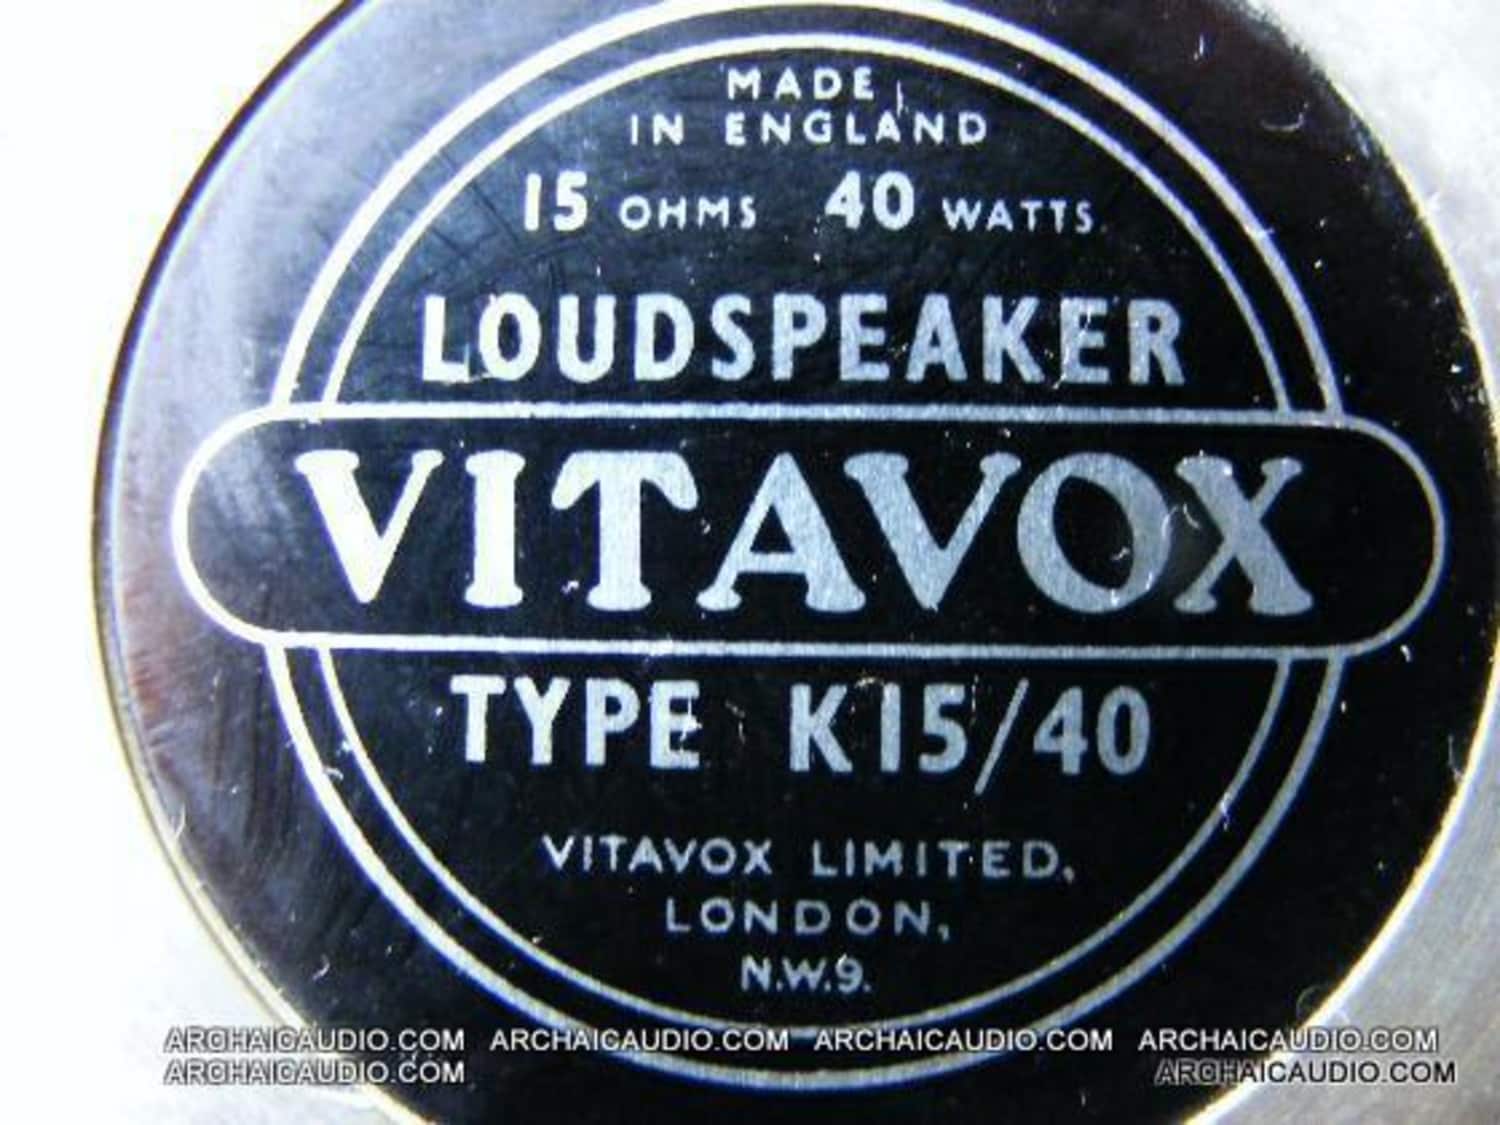 MADE
IN ENGLAND
15 OHMS 40 WATTS
LOUDSPEAKER
VITAVOX
TYPE K15/40
VITAVOX LIMITED,
LONDON,
N.W.9.
ARCHAICAUDIO.COM ARCHAICAUDIO.COM ARCHAICAUDIO.COM ARCHAICAUDIO.COM
ARCHAICAUDIO.COM ARCHAICAUDIO.COM